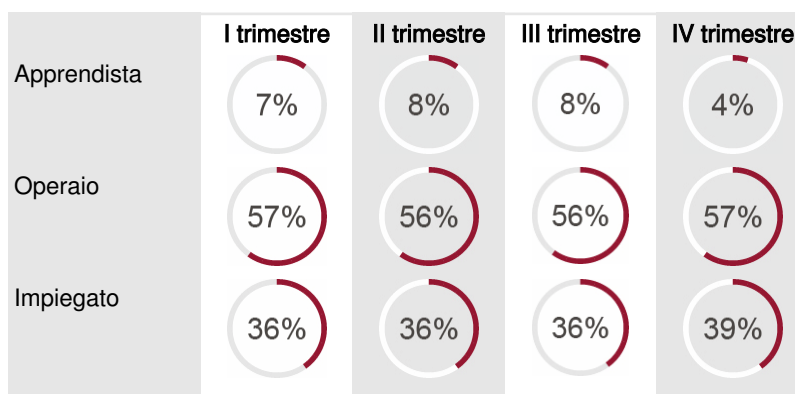 I trimestre II trimestre III trimestre IV trimestre
Apprendista 7% 8% 8% 4%
Operaio 57% 56% 56% 57%
Impiegato 36% 36% 36% 39%